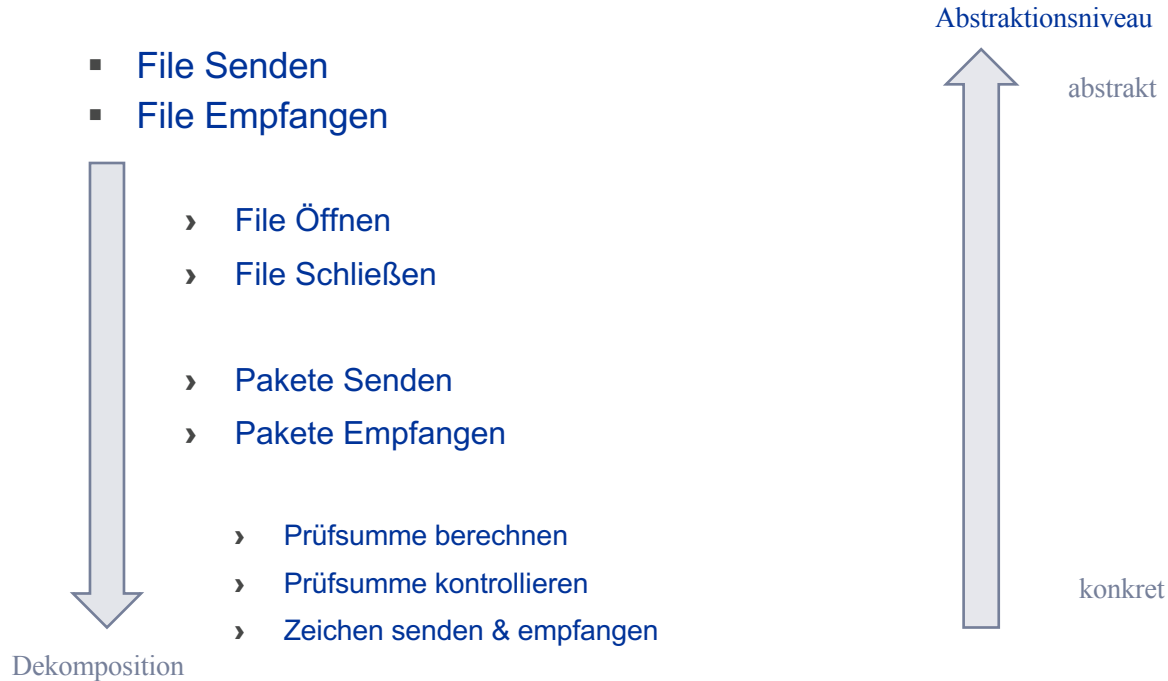 Abstraktionsniveau
▪ File Senden
abstrakt
▪ File Empfangen
› File Öffnen
› File Schließen
› Pakete Senden
› Pakete Empfangen
› Prüfsumme berechnen
› Prüfsumme kontrollieren
konkret
› Zeichen senden & empfangen
Dekomposition